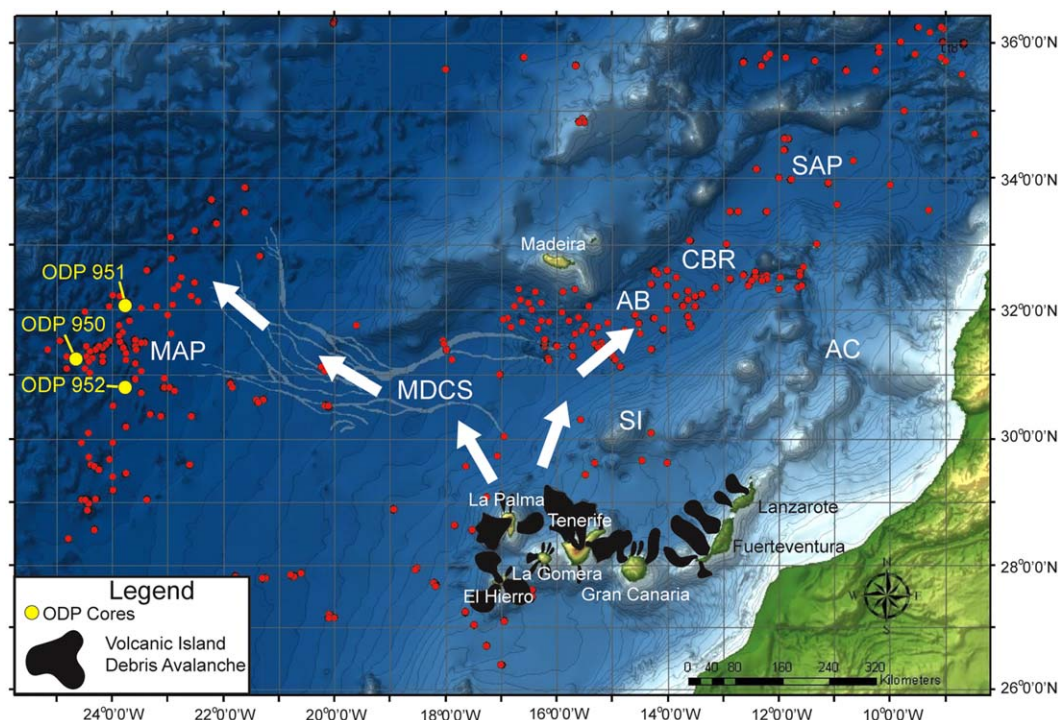 36°0'0"N
34°0'0"N
32°0'0"N
30°0'0"N
28°0'0"N
26°0'0"N
SAP
Madeira
CBR
ODP 951
AB
ODP 950
MAP
AC
ODP 952
MDCS
SI
La Palma
Tenerife
Lanzarote
Fuerteventura
La Gomera
El Hierro
Gran Canaria
N
W
E
S
Legend
ODP Cores
Volcanic Island
Debris Avalanche
0 40 80 160 240 320
Kilometers
24°0'0"W 22°0'0"W 20°0'0"W 18°0'0"W 16°0'0"W 14°0'0"W 12°0'0"W 10°0'0"W